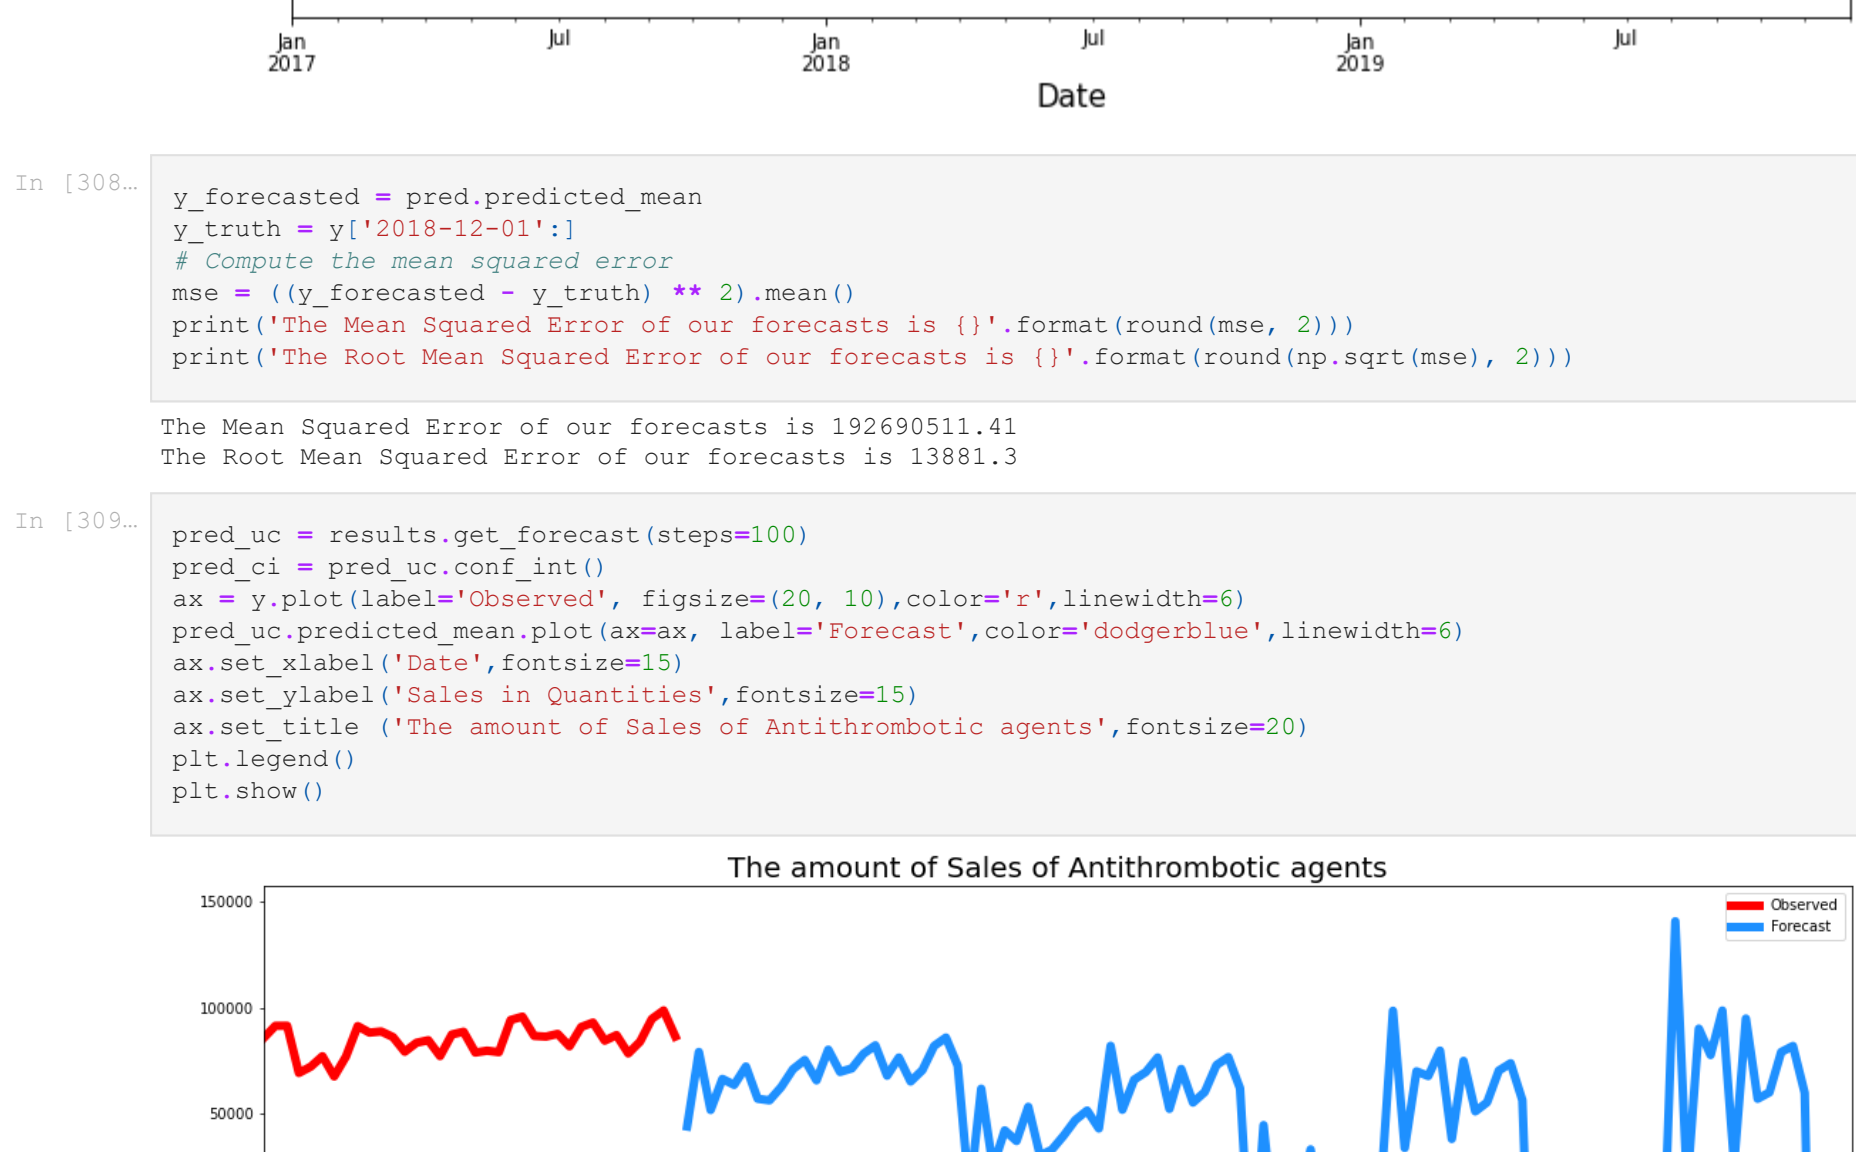 Jan Jul Jan Jul Jan Jul
2017 2018 2019
Date
In [308…
y_forecasted = pred.predicted_mean
y_truth = y['2018-12-01':]
# Compute the mean squared error
mse = ((y_forecasted - y_truth) ** 2).mean()
print('The Mean Squared Error of our forecasts is {}'.format(round(mse, 2)))
print('The Root Mean Squared Error of our forecasts is {}'.format(round(np.sqrt(mse), 2)))
The Mean Squared Error of our forecasts is 192690511.41
The Root Mean Squared Error of our forecasts is 13881.3
In [309…
pred_uc = results.get_forecast(steps=100)
pred_ci = pred_uc.conf_int()
ax = y.plot(label='Observed', figsize=(20, 10),color='r',linewidth=6)
pred_uc.predicted_mean.plot(ax=ax, label='Forecast',color='dodgerblue',linewidth=6)
ax.set_xlabel('Date',fontsize=15)
ax.set_ylabel('Sales in Quantities',fontsize=15)
ax.set_title ('The amount of Sales of Antithrombotic agents',fontsize=20)
plt.legend()
plt.show()
The amount of Sales of Antithrombotic agents
150000
Observed
Forecast
100000
50000